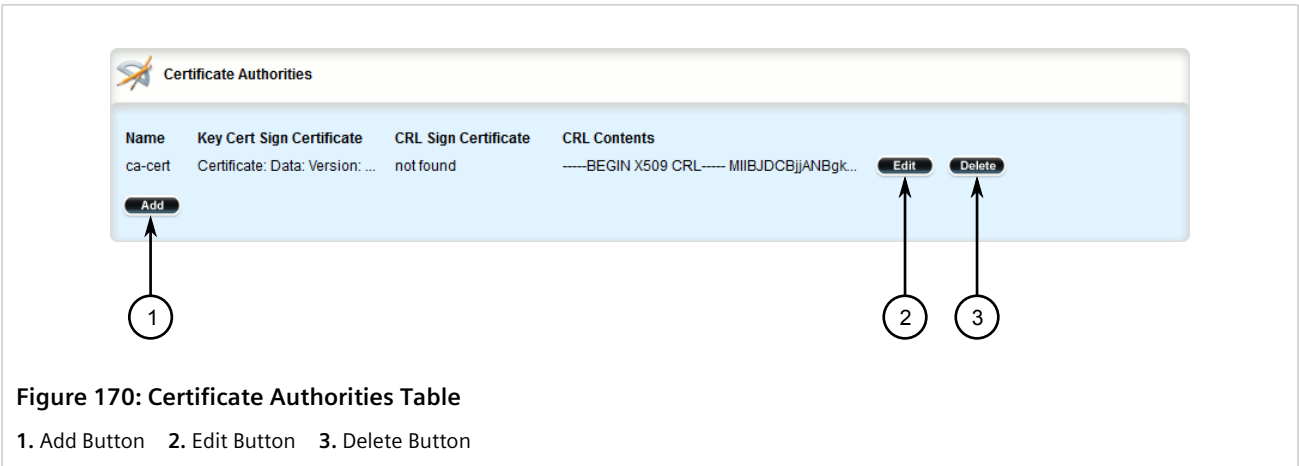 Certificate Authorities
Name Key Cert Sign Certificate CRL Sign Certificate CRL Contents
ca-cert Certificate: Data: Version: ... not found -----BEGIN X509 CRL----- MIIBJDCBjjANBgk... Edit Delete
Add
1 2 3
Figure 170: Certificate Authorities Table
1. Add Button 2. Edit Button 3. Delete Button